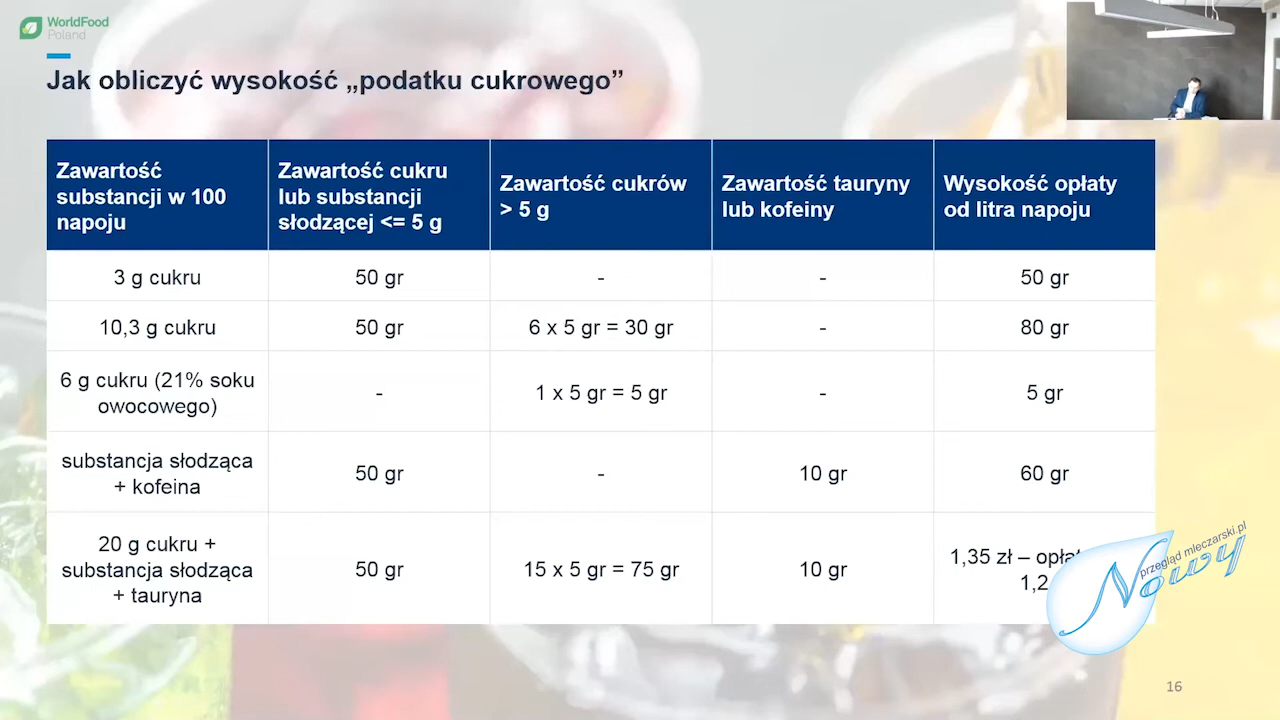 WorldFood
Poland
Jak obliczyć wysokość „podatku cukrowego”
Zawartość
substancji w 100
napoju
Zawartość cukru
lub substancji
słodzącej <= 5 g
Zawartość cukrów
> 5 g
Zawartość tauryny
lub kofeiny
Wysokość opłaty
od litra napoju
3 g cukru
50 gr
-
-
50 gr
10,3 g cukru
50 gr
6 x 5 gr = 30 gr
-
80 gr
6 g cukru (21% soku
owocowego)
-
1 x 5 gr = 5 gr
-
5 gr
substancja słodząca
+ kofeina
50 gr
-
10 gr
60 gr
20 g cukru +
substancja słodząca
+ tauryna
50 gr
15 x 5 gr = 75 gr
10 gr
1,35 zł –
1,2
przegląd mleczarski.pl
Nowy
16